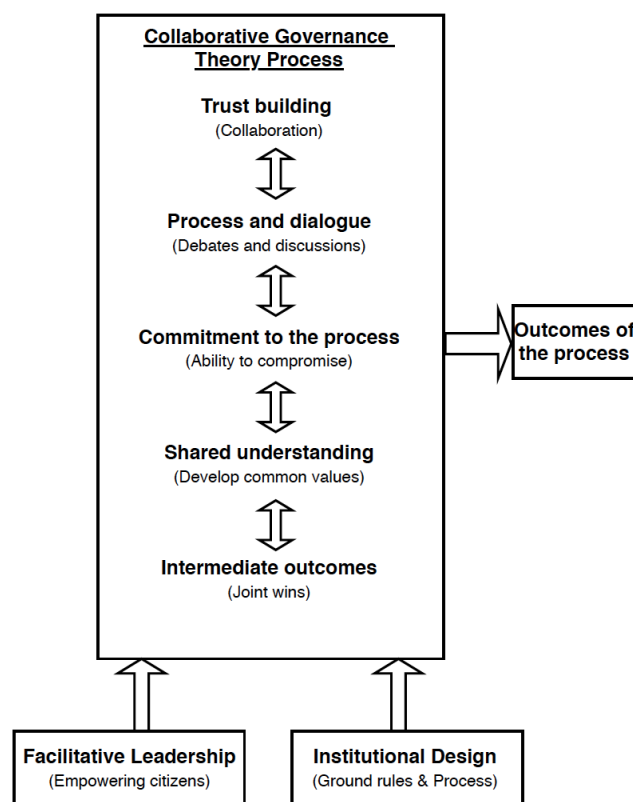 Collaborative Governance
Theory Process
Trust building
(Collaboration)
Process and dialogue
(Debates and discussions)
Commitment to the process
(Ability to compromise)
Outcomes of
the process
Shared understanding
(Develop common values)
Intermediate outcomes
(Joint wins)
Facilitative Leadership
(Empowering citizens)
Institutional Design
(Ground rules & Process)